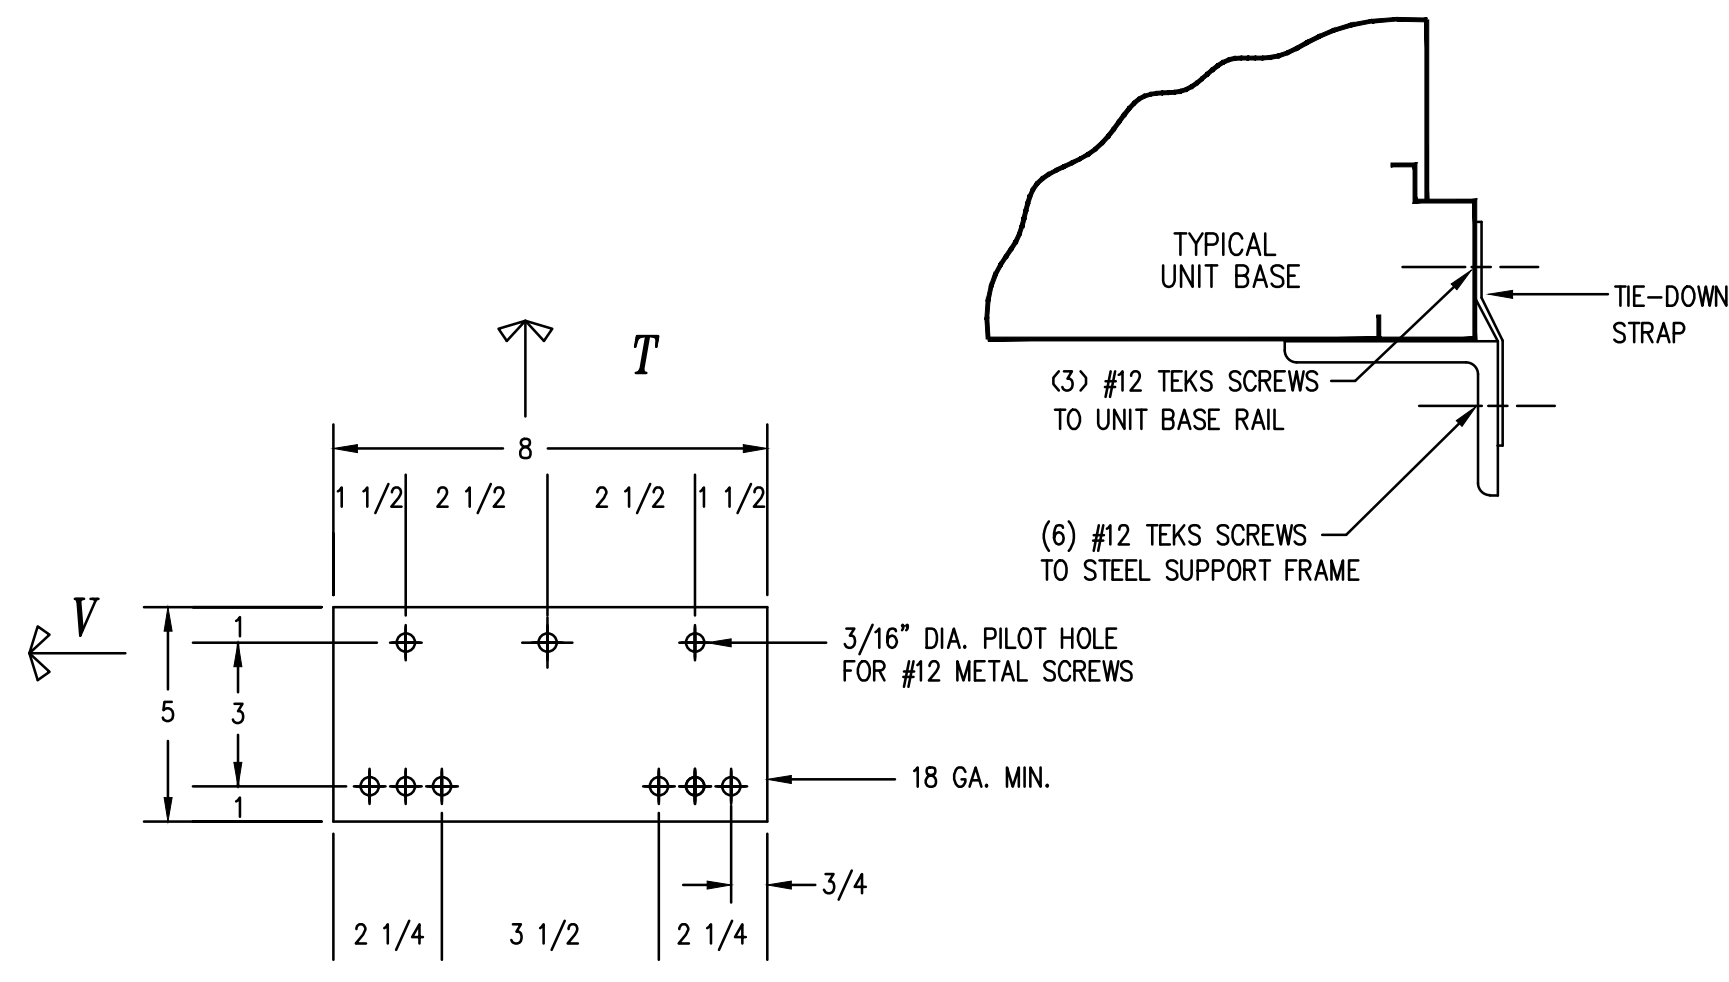 TYPICAL
UNIT BASE
TIE-DOWN
STRAP
(3) #12 TEKS SCREWS
TO UNIT BASE RAIL
(6) #12 TEKS SCREWS
TO STEEL SUPPORT FRAME
T
8
1 1/2 2 1/2 2 1/2 1 1/2
V
1
3/16" DIA. PILOT HOLE
FOR #12 METAL SCREWS
5 3
18 GA. MIN.
1
3/4
2 1/4 3 1/2 2 1/4